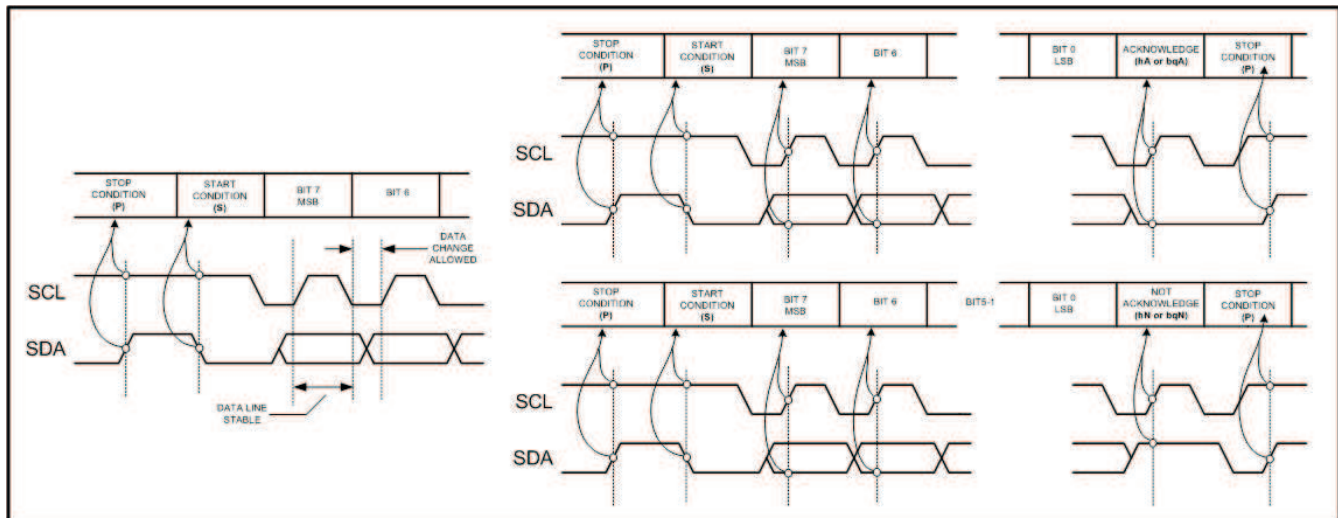 STOP
CONDITION
(P)
START
CONDITION
(S)
BIT 7
MSB
BIT 6
DATA
CHANGE
ALLOWED
SCL
SDA
DATA LINE
STABLE
STOP
CONDITION
(P)
START
CONDITION
(S)
BIT 7
MSB
BIT 6
BIT 0
LSB
ACKNOWLEDGE
(hA or bqA)
STOP
CONDITION
(P)
SCL
SDA
STOP
CONDITION
(P)
START
CONDITION
(S)
BIT 7
MSB
BIT 6
BIT5-1
BIT 0
LSB
NOT
ACKNOWLEDGE
(hN or bqN)
STOP
CONDITION
(P)
SCL
SDA